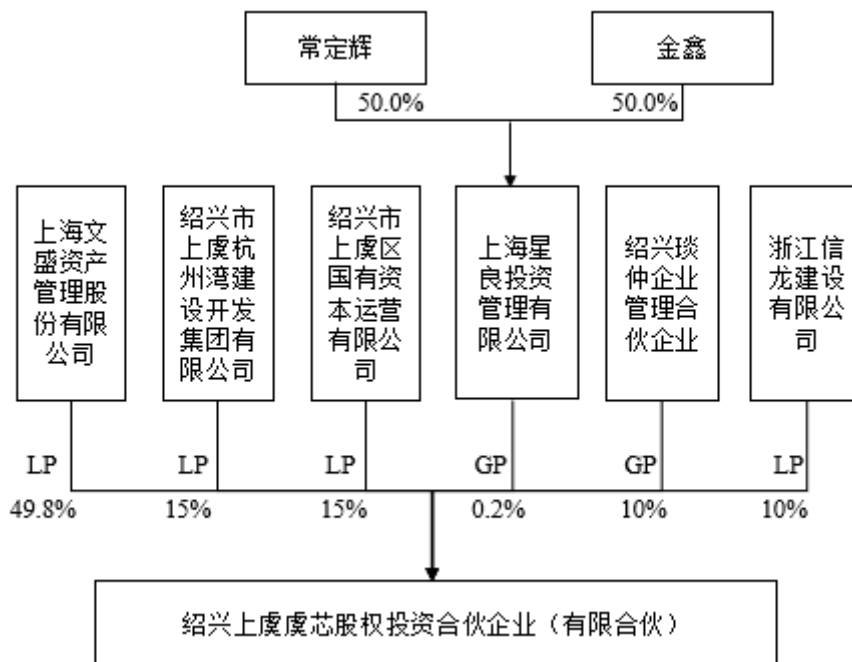 常定辉
金鑫
50.0%
50.0%
上海文
盛资产
管理股
份有限
公司
绍兴市
上虞杭
州湾建
设开发
集团有
限公司
绍兴市
上虞区
国有资
本运营
有限公
司
上海星
良投资
管理有
限公司
绍兴琰
仲企业
管理合
伙企业
浙江信
龙建设
有限公
司
LP
LP
LP
GP
GP
LP
49.8%
15%
15%
0.2%
10%
10%
绍兴上虞虞芯股权投资合伙企业（有限合伙）